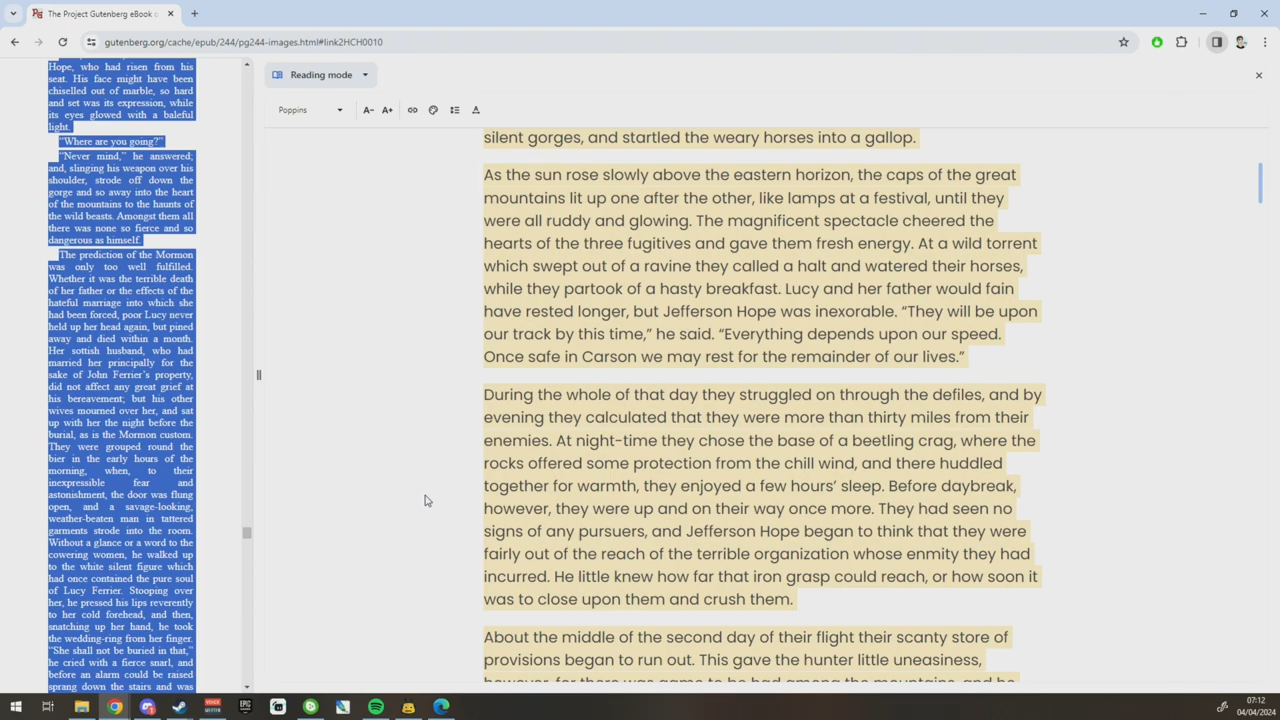 The Project Gutenberg eBook o
gutenberg.org/cache/epub/244/pg244-images.html#link2HCH0010
Hope, who had risen from his
seat. His face might have been
chiselled out of marble, so hard
and set was its expression, while
its eyes glowed with a baleful
light.
“Where are you going?”
“Never mind,” he answered;
and, slinging his weapon over his
shoulder, strode off down the
gorge and so away into the heart
of the mountains to the haunts of
the wild beasts. Amongst them all
there was none so fierce and so
dangerous as himself.
The prediction of the Mormon
was only too well fulfilled.
Whether it was the terrible death
of her father or the effects of the
hateful marriage into which she
had been forced, poor Lucy never
held up her head again, but pined
away and died within a month.
Her sottish husband, who had
married her principally for the
sake of John Ferrier’s property,
did not affect any great grief at
his bereavement; but his other
wives mourned over her, and sat
up with her the night before the
burial, as is the Mormon custom.
They were grouped round the
bier in the early hours of the
morning, when, to their
inexpressible fear and
astonishment, the door was flung
open, and a savage-looking,
weather-beaten man in tattered
garments strode into the room.
Without a glance or a word to the
cowering women, he walked up
to the white silent figure which
had once contained the pure soul
of Lucy Ferrier. Stooping over
her, he pressed his lips reverently
to her cold forehead, and then,
snatching up her hand, he took
the wedding-ring from her finger.
“She shall not be buried in that,”
he cried with a fierce snarl, and
before an alarm could be raised
sprang down the stairs and was
Reading mode
Poppins
A- A+
silent gorges, and startled the weary horses into a gallop.
As the sun rose slowly above the eastern horizon, the caps of the great
mountains lit up one after the other, like lamps at a festival, until they
were all ruddy and glowing. The magnificent spectacle cheered the
hearts of the three fugitives and gave them fresh energy. At a wild torrent
which swept out of a ravine they called a halt and watered their horses,
while they partook of a hasty breakfast. Lucy and her father would fain
have rested longer, but Jefferson Hope was inexorable. “They will be upon
our track by this time,” he said. “Everything depends upon our speed.
Once safe in Carson we may rest for the remainder of our lives.”
During the whole of that day they struggled on through the defiles, and by
evening they calculated that they were more than thirty miles from their
enemies. At night-time they chose the base of a beetling crag, where the
rocks offered some protection from the chill wind, and there huddled
together for warmth, they enjoyed a few hours’ sleep. Before daybreak,
however, they were up and on their way once more. They had seen no
signs of any pursuers, and Jefferson Hope began to think that they were
fairly out of the reach of the terrible organization whose enmity they had
incurred. He little knew how far that iron grasp could reach, or how soon it
was to close upon them and crush them.
About the middle of the second day of their flight their scanty store of
provisions began to run out. This gave the hunter little uneasiness,
07:12
04/04/2024